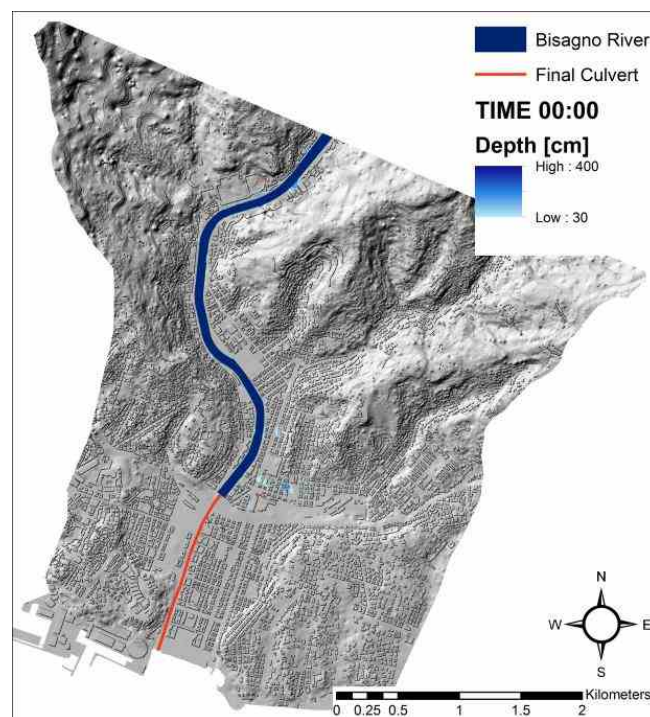 Bisagno River
Final Culvert
TIME 00:00
Depth [cm]
High : 400
Low : 30
N
W E
S
Kilometers
0 0.25 0.5 1 1.5 2